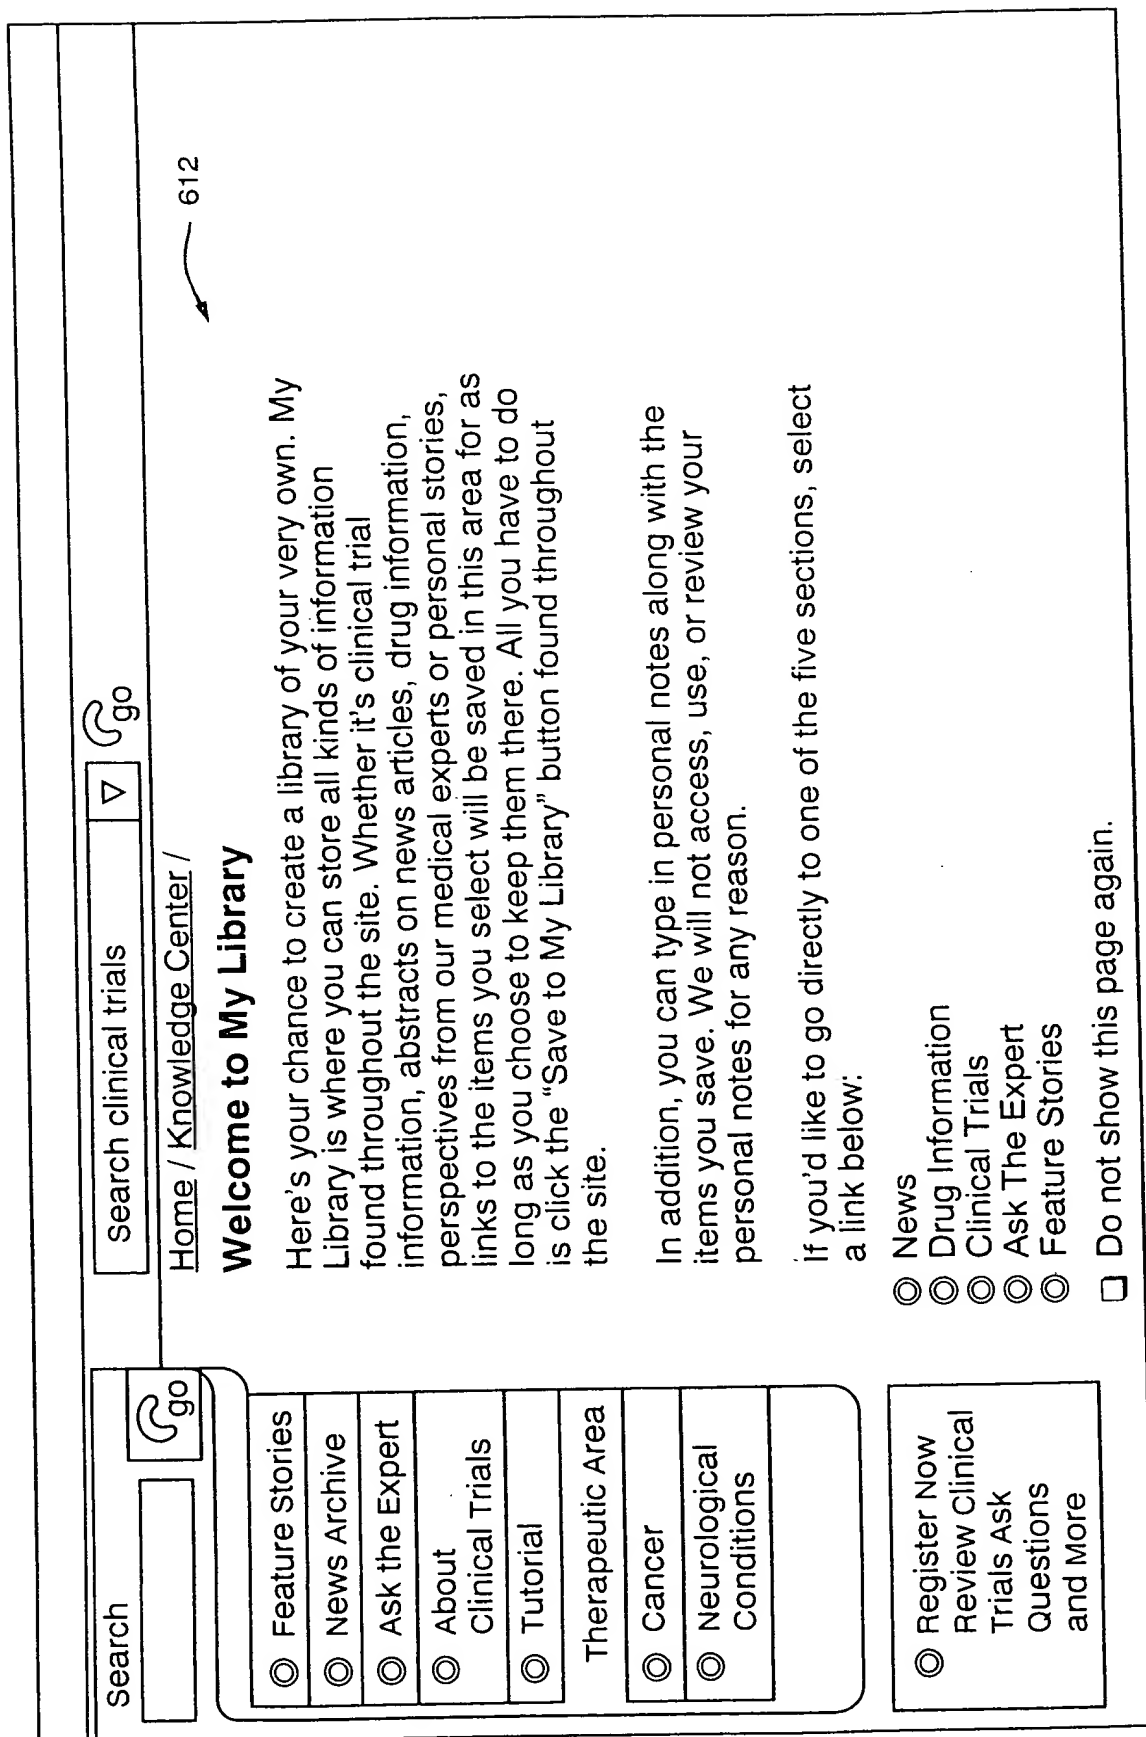 Search
go
Search clinical trials
go
612
Feature Stories
News Archive
Ask the Expert
About
Clinical Trials
Tutorial
Therapeutic Area
Cancer
Neurological
Conditions
Register Now
Review Clinical
Trials Ask
Questions
and More
Home / Knowledge Center /
Welcome to My Library
Here's your chance to create a library of your very own. My
Library is where you can store all kinds of information
found throughout the site. Whether it's clinical trial
information, abstracts on news articles, drug information,
perspectives from our medical experts or personal stories,
links to the items you select will be saved in this area for as
long as you choose to keep them there. All you have to do
is click the "Save to My Library" button found throughout
the site.
In addition, you can type in personal notes along with the
items you save. We will not access, use, or review your
personal notes for any reason.
If you'd like to go directly to one of the five sections, select
a link below:
News
Drug Information
Clinical Trials
Ask The Expert
Feature Stories
Do not show this page again.